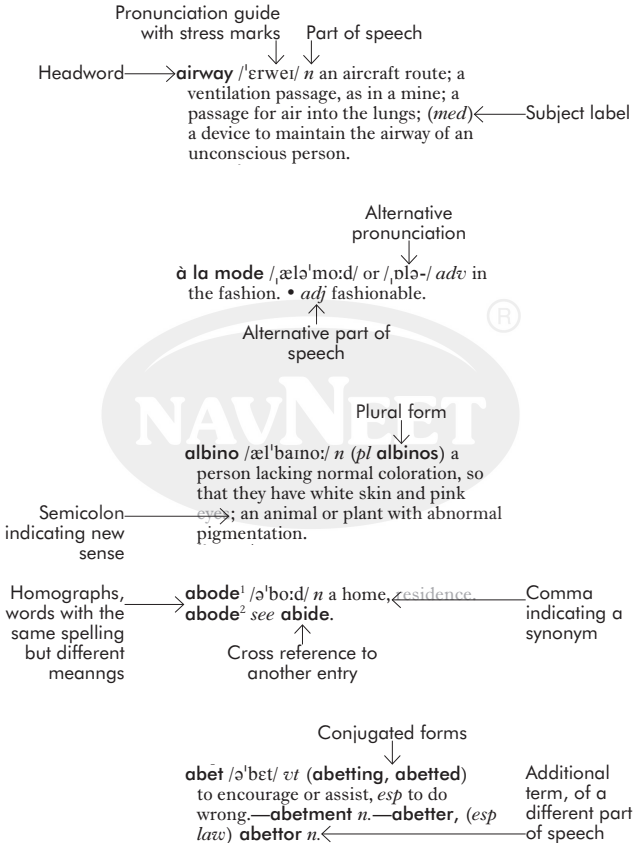 Pronunciation guide
with stress marks
Part of speech
Headword
airway /ˈɛrweɪ/ n an aircraft route; a
ventilation passage, as in a mine; a
passage for air into the lungs; (med)
a device to maintain the airway of an
unconscious person.
Subject label
Alternative
pronunciation
à la mode /ˌæləˈmoːd/ or /ˌɒlə-/ adv in
the fashion. • adj fashionable.
Alternative part of
speech
®
NAVNEET
Plural form
albino /ælˈbaɪnoː/ n (pl albinos) a
person lacking normal coloration, so
that they have white skin and pink
eyes; an animal or plant with abnormal
pigmentation.
Semicolon
indicating new
sense
Homographs,
words with the
same spelling
but different
meanngs
abode¹ /əˈboːd/ n a home, residence.
abode² see abide.
Comma
indicating a
synonym
Cross reference to
another entry
Conjugated forms
abet /əˈbɛt/ vt (abetting, abetted)
to encourage or assist, esp to do
wrong.—abetment n.—abetter, (esp
law) abettor n.
Additional
term, of a
different part
of speech